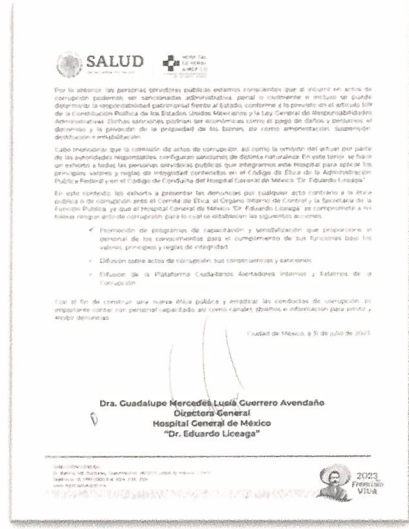 SALUD
HOSPITAL
GENERAL
de MÉXICO
Por lo anterior, las personas servidoras públicas estamos conscientes que al incurrir en actos de
corrupción podemos ser sancionadas administrativa, penal o civilmente e incluso se puede
determinar la responsabilidad patrimonial frente al Estado, conforme a lo previsto en el artículo 109
de la Constitución Política de los Estados Unidos Mexicanos y la Ley General de Responsabilidades
Administrativas. Dichas sanciones podrían ser económicas como el pago de daños y perjuicios, el
decomiso y la privación de la propiedad de los bienes, así como amonestación, suspensión,
destitución e inhabilitación.
Cabe mencionar que la comisión de actos de corrupción, así como la omisión del actuar por parte
de las autoridades responsables, configuran sanciones de distinta naturaleza. En este tenor, se hace
un exhorto a todas las personas servidoras públicas que integramos este Hospital para aplicar los
principios, valores y reglas de integridad contenidos en el Código de Ética de la Administración
Pública Federal y en el Código de Conducta del Hospital General de México "Dr. Eduardo Liceaga".
En este contexto, les exhorto a presentar las denuncias por cualquier acto contrario a la ética
pública o de corrupción ante el Comité de Ética, el Órgano Interno de Control y la Secretaría de la
Función Pública, ya que el Hospital General de México "Dr. Eduardo Liceaga", se compromete a no
tolerar ningún acto de corrupción, para lo cual se establecen las siguientes acciones:
✓ Promoción de programas de capacitación y sensibilización que proporcione al
personal de los conocimientos para el cumplimiento de sus funciones bajo los
valores, principios y reglas de integridad.
✓ Difusión sobre actos de corrupción, sus consecuencias y sanciones.
✓ Difusión de la Plataforma Ciudadanos Alertadores Internos y Externos de la
Corrupción.
Con el fin de construir una nueva ética pública y erradicar las conductas de corrupción, es
importante contar con personal capacitado, así como canales abiertos e información para emitir y
recibir denuncias.
Ciudad de México, a 5 de julio de 2023.
Dra. Guadalupe Mercedes Lucía Guerrero Avendaño
Directora General
Hospital General de México
"Dr. Eduardo Liceaga"
2023
Francisco
VILLA